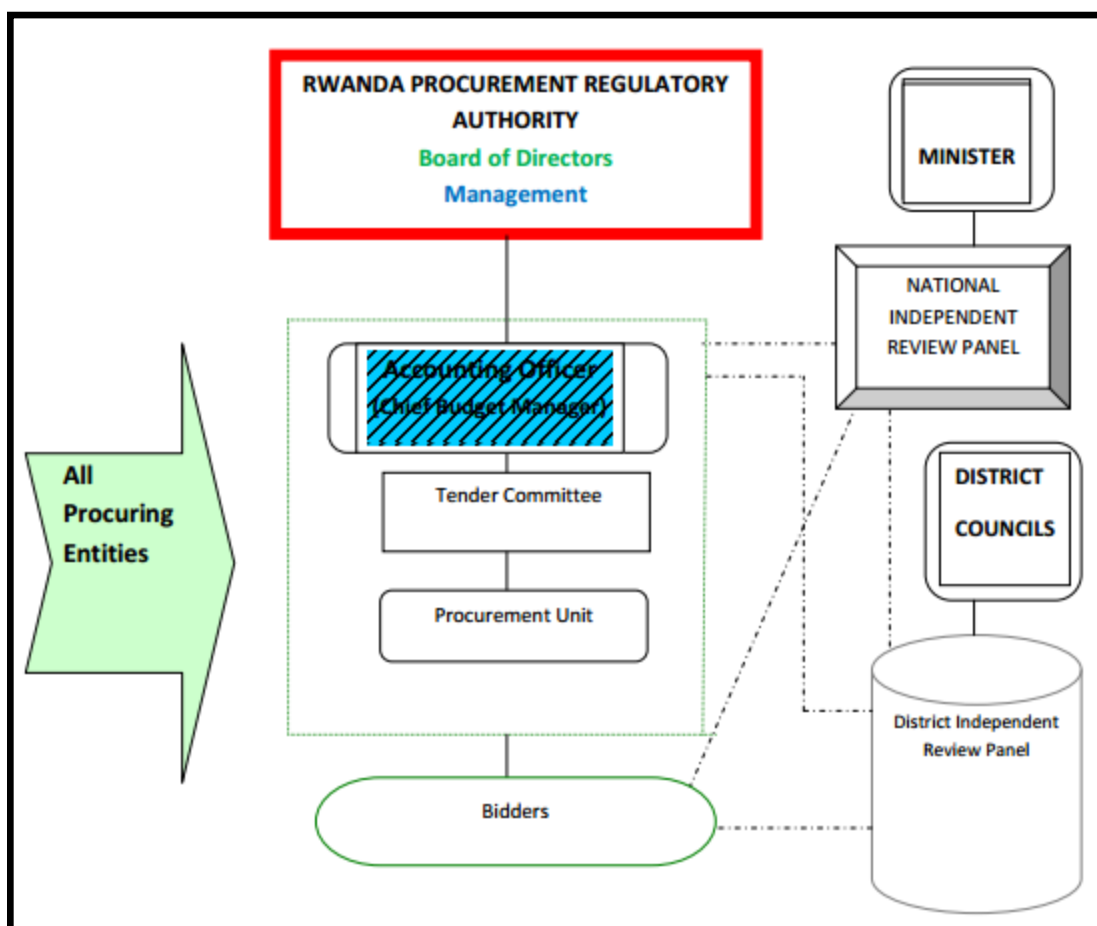 RWANDA PROCUREMENT REGULATORY
AUTHORITY
Board of Directors
Management
MINISTER
NATIONAL
INDEPENDENT
REVIEW PANEL
Accounting Officer
(Chief Budget Manager)
All
Procuring
Entities
Tender Committee
DISTRICT
COUNCILS
Procurement Unit
District Independent
Review Panel
Bidders